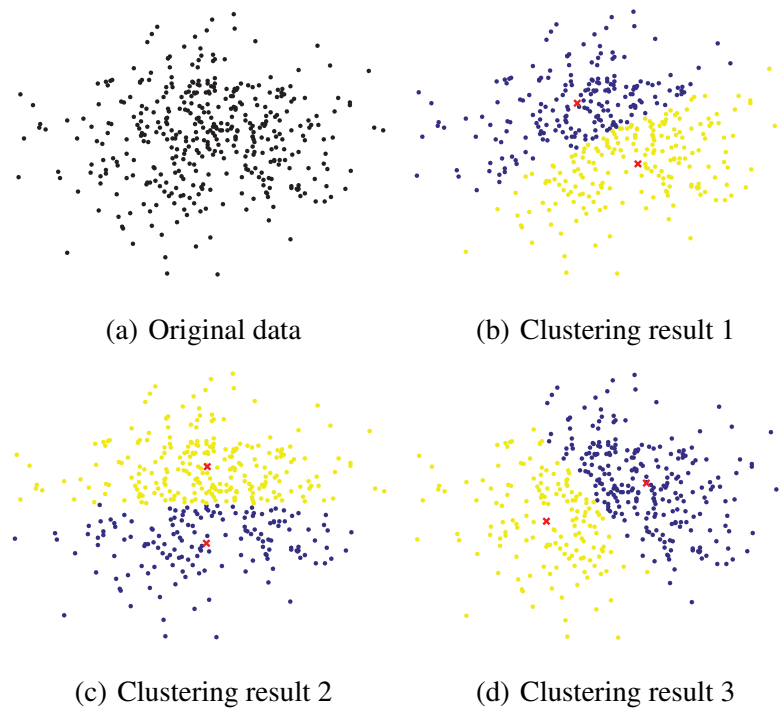 (a) Original data
(b) Clustering result 1
(c) Clustering result 2
(d) Clustering result 3